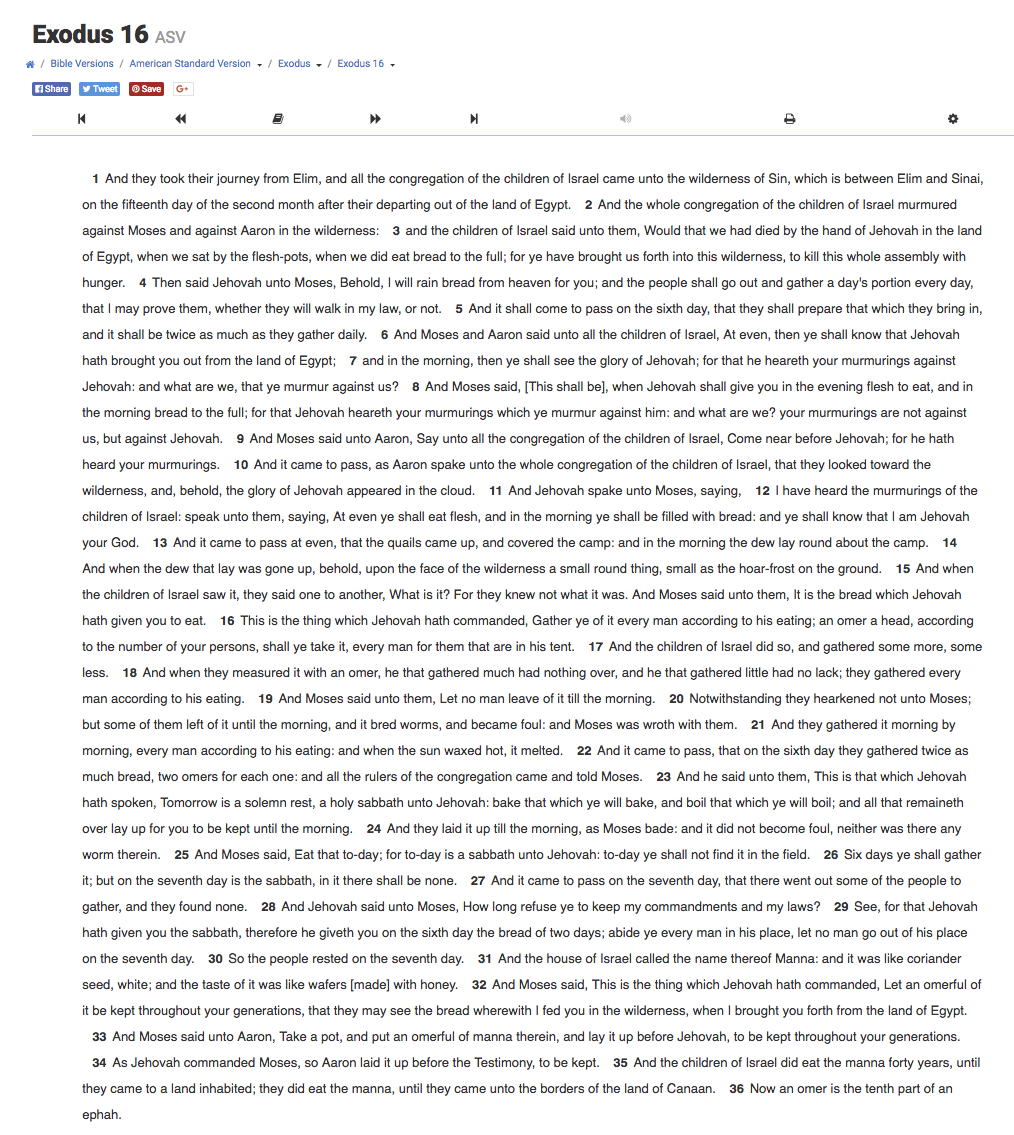 Exodus 16 ASV
/ Bible Versions / American Standard Version / Exodus / Exodus 16
Share Tweet Save G+
1 And they took their journey from Elim, and all the congregation of the children of Israel came unto the wilderness of Sin, which is between Elim and Sinai,
on the fifteenth day of the second month after their departing out of the land of Egypt. 2 And the whole congregation of the children of Israel murmured
against Moses and against Aaron in the wilderness: 3 and the children of Israel said unto them, Would that we had died by the hand of Jehovah in the land
of Egypt, when we sat by the flesh-pots, when we did eat bread to the full; for ye have brought us forth into this wilderness, to kill this whole assembly with
hunger. 4 Then said Jehovah unto Moses, Behold, I will rain bread from heaven for you; and the people shall go out and gather a day's portion every day,
that I may prove them, whether they will walk in my law, or not. 5 And it shall come to pass on the sixth day, that they shall prepare that which they bring in,
and it shall be twice as much as they gather daily. 6 And Moses and Aaron said unto all the children of Israel, At even, then ye shall know that Jehovah
hath brought you out from the land of Egypt; 7 and in the morning, then ye shall see the glory of Jehovah; for that he heareth your murmurings against
Jehovah: and what are we, that ye murmur against us? 8 And Moses said, [This shall be], when Jehovah shall give you in the evening flesh to eat, and in
the morning bread to the full; for that Jehovah heareth your murmurings which ye murmur against him: and what are we? your murmurings are not against
us, but against Jehovah. 9 And Moses said unto Aaron, Say unto all the congregation of the children of Israel, Come near before Jehovah; for he hath
heard your murmurings. 10 And it came to pass, as Aaron spake unto the whole congregation of the children of Israel, that they looked toward the
wilderness, and, behold, the glory of Jehovah appeared in the cloud. 11 And Jehovah spake unto Moses, saying, 12 I have heard the murmurings of the
children of Israel: speak unto them, saying, At even ye shall eat flesh, and in the morning ye shall be filled with bread: and ye shall know that I am Jehovah
your God. 13 And it came to pass at even, that the quails came up, and covered the camp: and in the morning the dew lay round about the camp. 14
And when the dew that lay was gone up, behold, upon the face of the wilderness a small round thing, small as the hoar-frost on the ground. 15 And when
the children of Israel saw it, they said one to another, What is it? For they knew not what it was. And Moses said unto them, It is the bread which Jehovah
hath given you to eat. 16 This is the thing which Jehovah hath commanded, Gather ye of it every man according to his eating; an omer a head, according
to the number of your persons, shall ye take it, every man for them that are in his tent. 17 And the children of Israel did so, and gathered some more, some
less. 18 And when they measured it with an omer, he that gathered much had nothing over, and he that gathered little had no lack; they gathered every
man according to his eating. 19 And Moses said unto them, Let no man leave of it till the morning. 20 Notwithstanding they hearkened not unto Moses;
but some of them left of it until the morning, and it bred worms, and became foul: and Moses was wroth with them. 21 And they gathered it morning by
morning, every man according to his eating: and when the sun waxed hot, it melted. 22 And it came to pass, that on the sixth day they gathered twice as
much bread, two omers for each one: and all the rulers of the congregation came and told Moses. 23 And he said unto them, This is that which Jehovah
hath spoken, Tomorrow is a solemn rest, a holy sabbath unto Jehovah: bake that which ye will bake, and boil that which ye will boil; and all that remaineth
over lay up for you to be kept until the morning. 24 And they laid it up till the morning, as Moses bade: and it did not become foul, neither was there any
worm therein. 25 And Moses said, Eat that to-day; for to-day is a sabbath unto Jehovah: to-day ye shall not find it in the field. 26 Six days ye shall gather
it; but on the seventh day is the sabbath, in it there shall be none. 27 And it came to pass on the seventh day, that there went out some of the people to
gather, and they found none. 28 And Jehovah said unto Moses, How long refuse ye to keep my commandments and my laws? 29 See, for that Jehovah
hath given you the sabbath, therefore he giveth you on the sixth day the bread of two days; abide ye every man in his place, let no man go out of his place
on the seventh day. 30 So the people rested on the seventh day. 31 And the house of Israel called the name thereof Manna: and it was like coriander
seed, white; and the taste of it was like wafers [made] with honey. 32 And Moses said, This is the thing which Jehovah hath commanded, Let an omerful of
it be kept throughout your generations, that they may see the bread wherewith I fed you in the wilderness, when I brought you forth from the land of Egypt.
33 And Moses said unto Aaron, Take a pot, and put an omerful of manna therein, and lay it up before Jehovah, to be kept throughout your generations.
34 As Jehovah commanded Moses, so Aaron laid it up before the Testimony, to be kept. 35 And the children of Israel did eat the manna forty years, until
they came to a land inhabited; they did eat the manna, until they came unto the borders of the land of Canaan. 36 Now an omer is the tenth part of an
ephah.